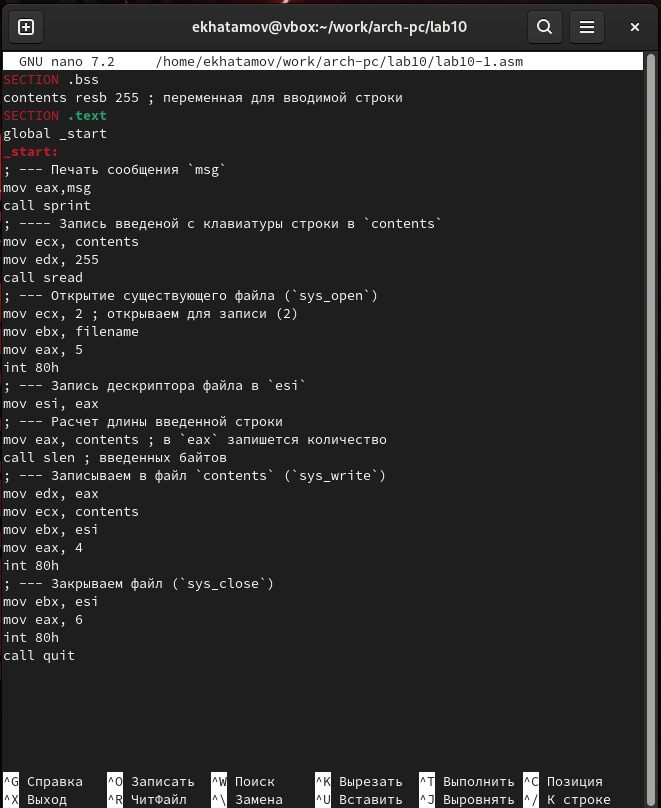 ekhatamov@vbox:~/work/arch-pc/lab10
GNU nano 7.2 /home/ekhatamov/work/arch-pc/lab10/lab10-1.asm
SECTION .bss
contents resb 255 ; переменная для вводимой строки
SECTION .text
global _start
_start:
; --- Печать сообщения `msg`
mov eax,msg
call sprint
; ---- Запись введеной с клавиатуры строки в `contents`
mov ecx, contents
mov edx, 255
call sread
; --- Открытие существующего файла (`sys_open`)
mov ecx, 2 ; открываем для записи (2)
mov ebx, filename
mov eax, 5
int 80h
; --- Запись дескриптора файла в `esi`
mov esi, eax
; --- Расчет длины введенной строки
mov eax, contents ; в `eax` запишется количество
call slen ; введенных байтов
; --- Записываем в файл `contents` (`sys_write`)
mov edx, eax
mov ecx, contents
mov ebx, esi
mov eax, 4
int 80h
; --- Закрываем файл (`sys_close`)
mov ebx, esi
mov eax, 6
int 80h
call quit
^G Справка ^O Записать ^W Поиск ^K Вырезать ^T Выполнить ^C Позиция
^X Выход ^R ЧитФайл ^\ Замена ^U Вставить ^J Выровнять ^/ К строке